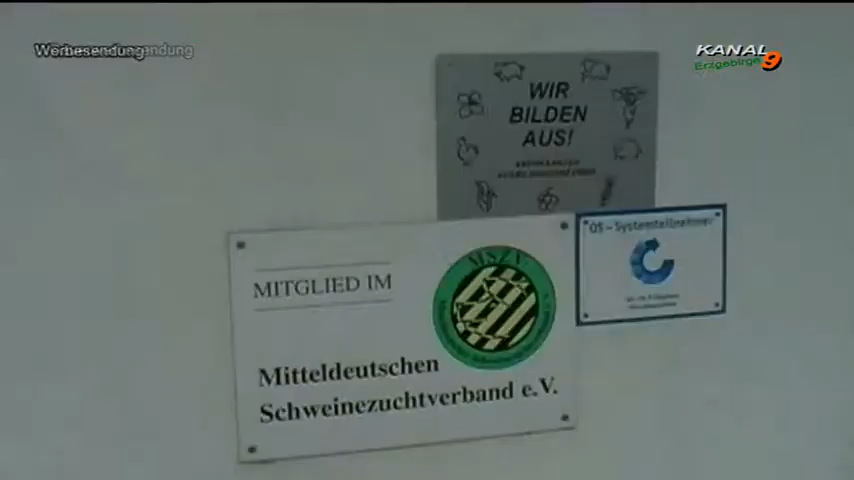 Werbesendung
KANAL 9
Erzgebirge
WIR
BILDEN
AUS!
QS - Systemteilnehmer
MITGLIED IM
MSZV
Mitteldeutschen
Schweinezuchtverband e.V.